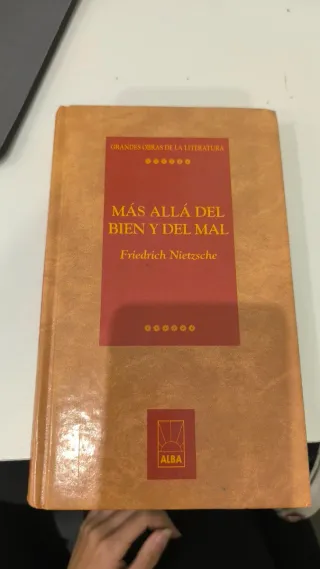 GRANDES OBRAS DE LA LITERATURA
MÁS ALLÁ DEL
BIEN Y DEL MAL
Friedrich Nietzsche
ALBA